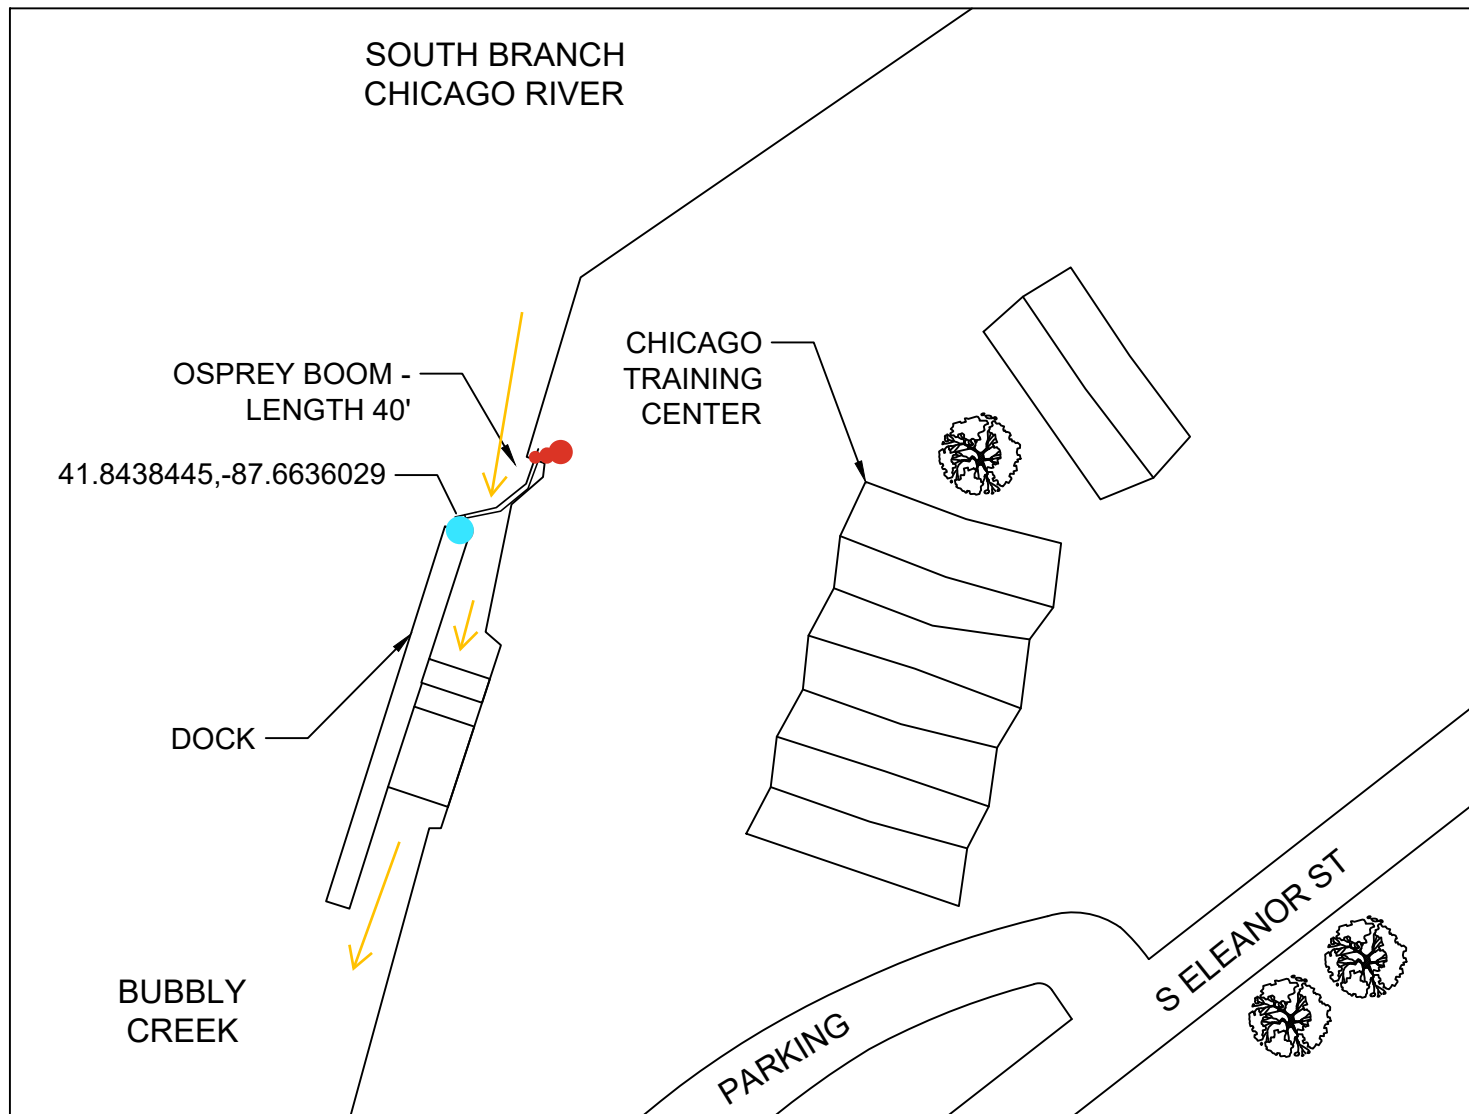 SOUTH BRANCH
CHICAGO RIVER
OSPREY BOOM -
LENGTH 40'
41.8438445,-87.6636029
CHICAGO
TRAINING
CENTER
DOCK
BUBBLY
CREEK
PARKING
S ELEANOR ST